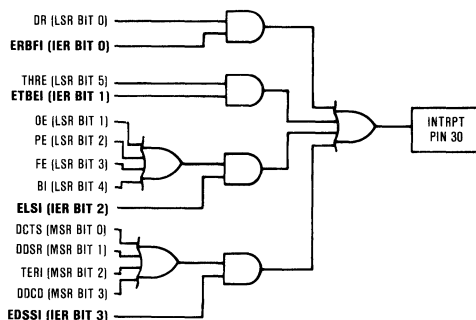 DR (LSR BIT 0)
ERBFI (IER BIT 0)
THRE (LSR BIT 5)
ETBEI (IER BIT 1)
OE (LSR BIT 1)
PE (LSR BIT 2)
FE (LSR BIT 3)
BI (LSR BIT 4)
ELSI (IER BIT 2)
DCTS (MSR BIT 0)
DDSR (MSR BIT 1)
TERI (MSR BIT 2)
DDCD (MSR BIT 3)
EDSSI (IER BIT 3)
INTRPT
PIN 30